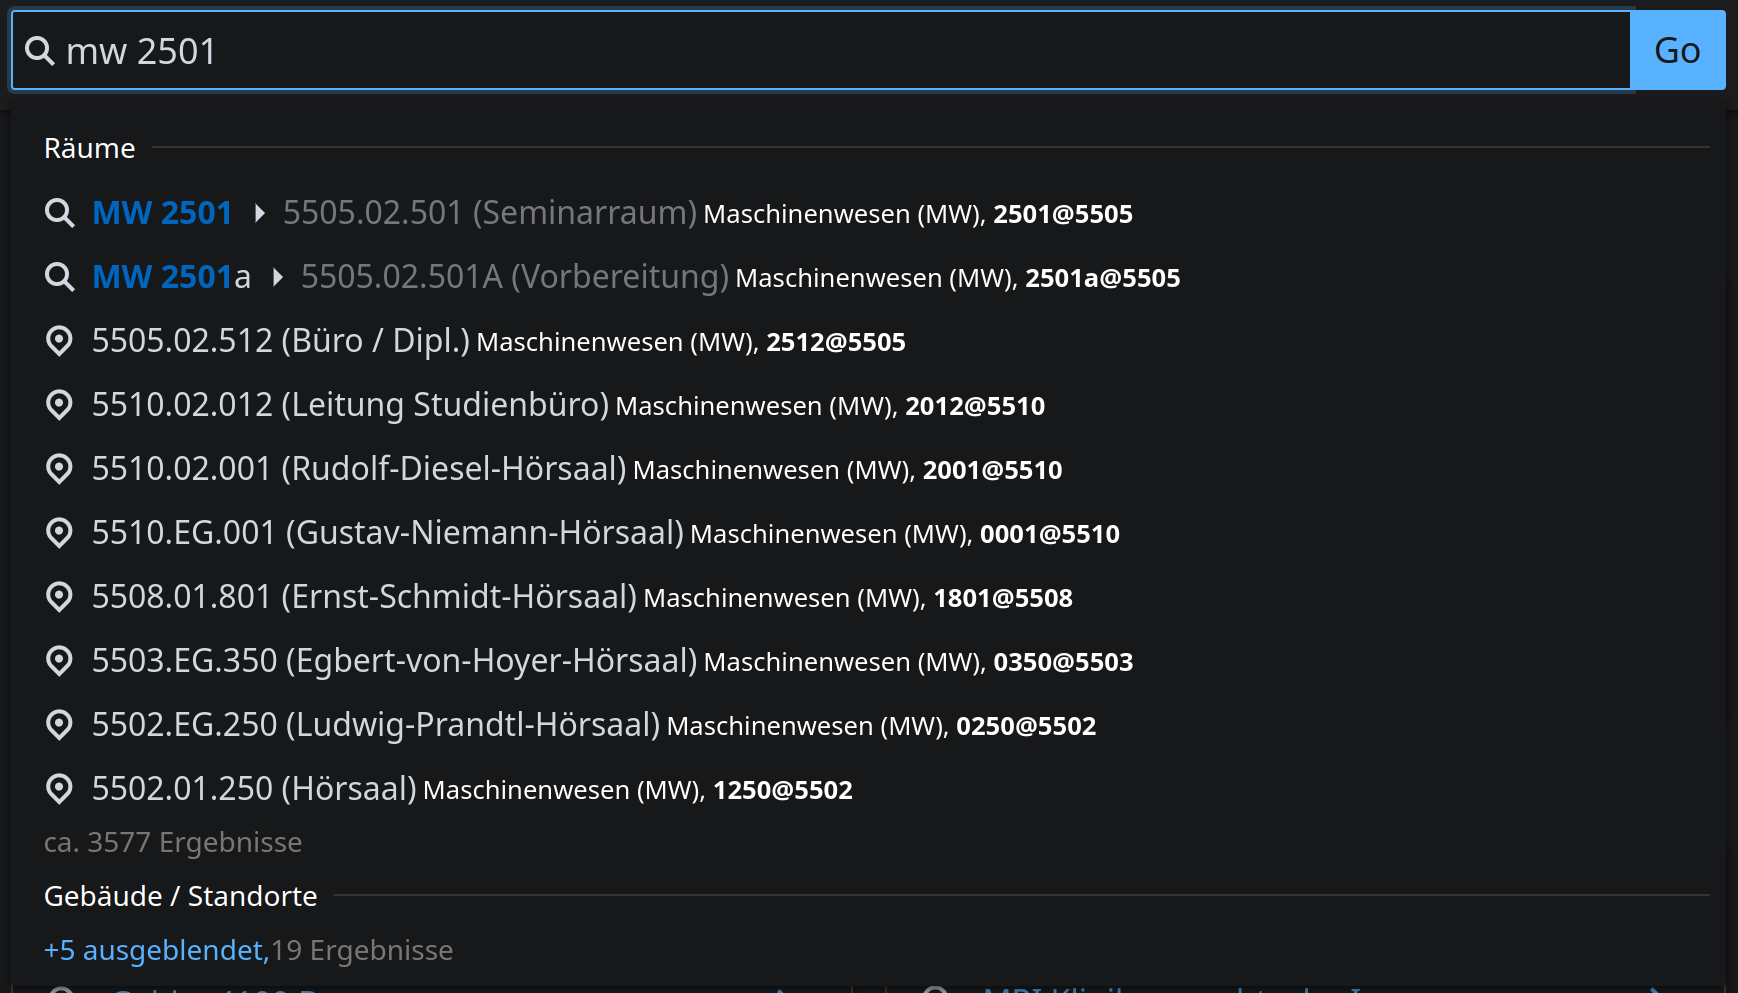 mw 2501
Go
Räume
MW 2501 5505.02.501 (Seminarraum) Maschinenwesen (MW), 2501@5505
MW 2501a 5505.02.501A (Vorbereitung) Maschinenwesen (MW), 2501a@5505
5505.02.512 (Büro / Dipl.) Maschinenwesen (MW), 2512@5505
5510.02.012 (Leitung Studienbüro) Maschinenwesen (MW), 2012@5510
5510.02.001 (Rudolf-Diesel-Hörsaal) Maschinenwesen (MW), 2001@5510
5510.EG.001 (Gustav-Niemann-Hörsaal) Maschinenwesen (MW), 0001@5510
5508.01.801 (Ernst-Schmidt-Hörsaal) Maschinenwesen (MW), 1801@5508
5503.EG.350 (Egbert-von-Hoyer-Hörsaal) Maschinenwesen (MW), 0350@5503
5502.EG.250 (Ludwig-Prandtl-Hörsaal) Maschinenwesen (MW), 0250@5502
5502.01.250 (Hörsaal) Maschinenwesen (MW), 1250@5502
ca. 3577 Ergebnisse
Gebäude / Standorte
+5 ausgeblendet,19 Ergebnisse